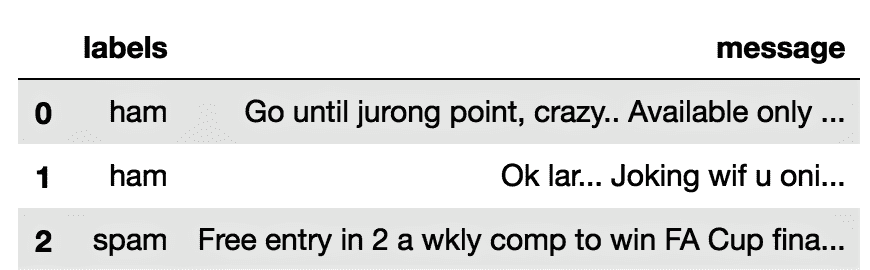 labels message
0 ham Go until jurong point, crazy.. Available only ...
1 ham Ok lar... Joking wif u oni...
2 spam Free entry in 2 a wkly comp to win FA Cup fina...